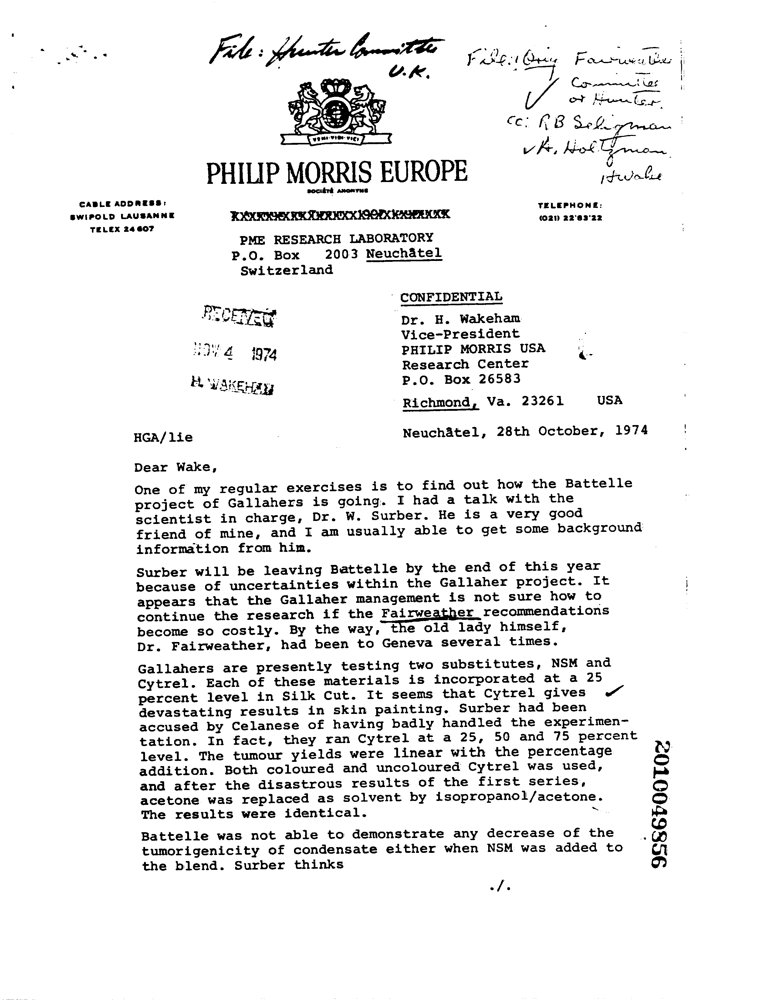 File: Hunter Committee
U.K.
File: Orig Fairweather
Committee
or Hunter.
cc: RB Seligman
A. Holtzman
VENI·VIDI·VICI
PHILIP MORRIS EUROPE
SOCIÉTÉ ANONYME
CABLE ADDRESS:
SWIPOLD LAUSANNE
TELEX 24 607
TELEPHONE:
(021) 22'63'22
PME RESEARCH LABORATORY
P.O. Box 2003 Neuchâtel
Switzerland
CONFIDENTIAL
RECEIVED
NOV 4 1974
H. WAKEHAM
Dr. H. Wakeham
Vice-President
PHILIP MORRIS USA
Research Center
P.O. Box 26583
Richmond, Va. 23261 USA
HGA/lie
Neuchâtel, 28th October, 1974
Dear Wake,
One of my regular exercises is to find out how the Battelle
project of Gallahers is going. I had a talk with the
scientist in charge, Dr. W. Surber. He is a very good
friend of mine, and I am usually able to get some background
information from him.
Surber will be leaving Battelle by the end of this year
because of uncertainties within the Gallaher project. It
appears that the Gallaher management is not sure how to
continue the research if the Fairweather recommendations
become so costly. By the way, the old lady himself,
Dr. Fairweather, had been to Geneva several times.
Gallahers are presently testing two substitutes, NSM and
Cytrel. Each of these materials is incorporated at a 25
percent level in Silk Cut. It seems that Cytrel gives
devastating results in skin painting. Surber had been
accused by Celanese of having badly handled the experimen-
tation. In fact, they ran Cytrel at a 25, 50 and 75 percent
level. The tumour yields were linear with the percentage
addition. Both coloured and uncoloured Cytrel was used,
and after the disastrous results of the first series,
acetone was replaced as solvent by isopropanol/acetone.
The results were identical.
Battelle was not able to demonstrate any decrease of the
tumorigenicity of condensate either when NSM was added to
the blend. Surber thinks
./.
2010049856